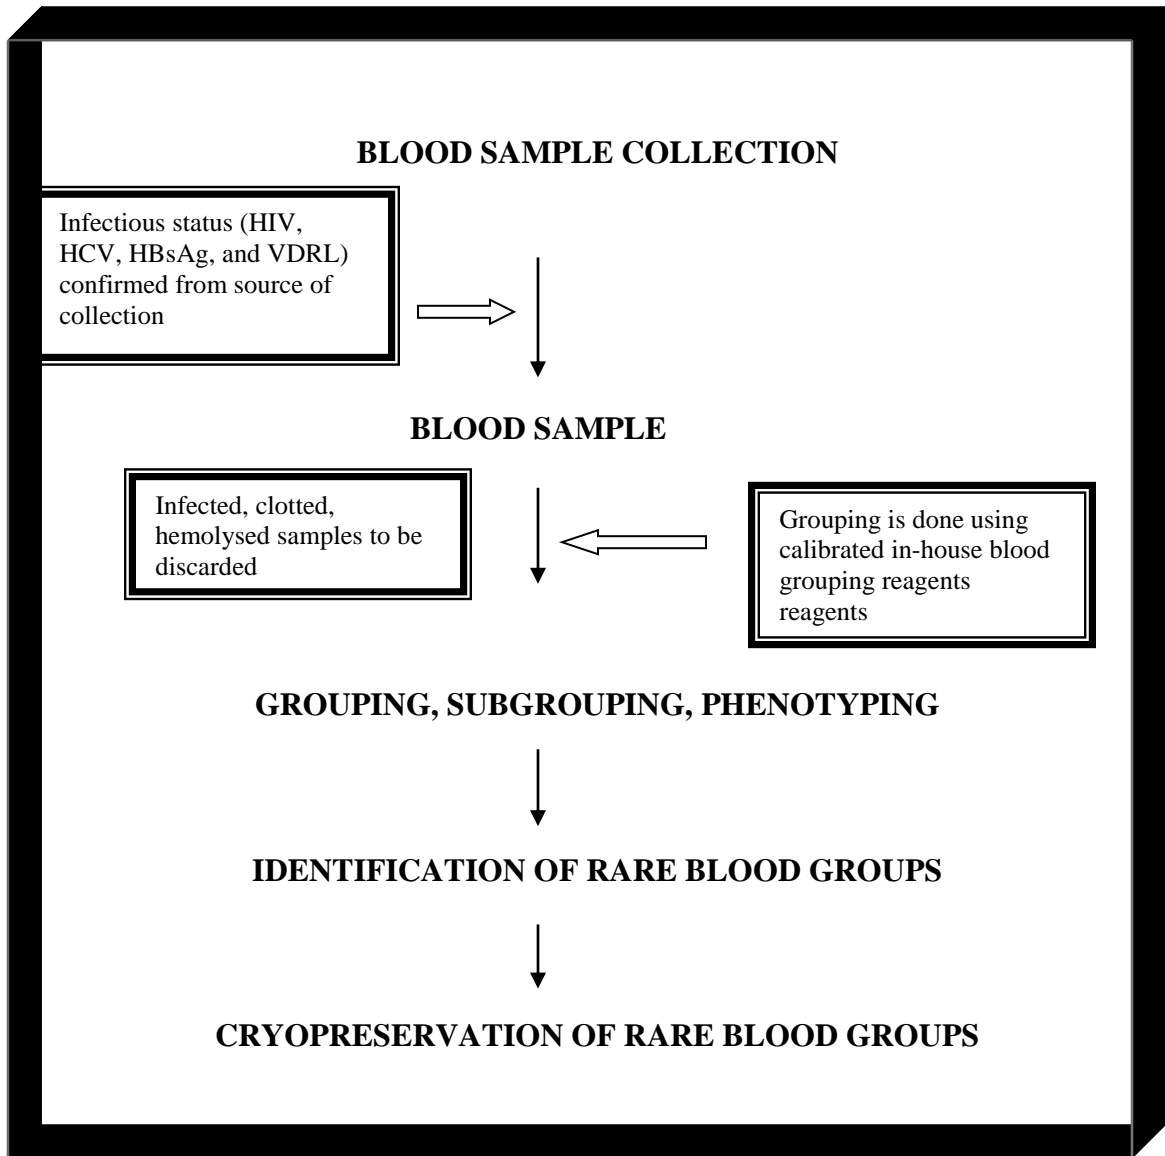 BLOOD SAMPLE COLLECTION
Infectious status (HIV,
HCV, HBsAg, and VDRL)
confirmed from source of
collection
BLOOD SAMPLE
Infected, clotted,
hemolysed samples to be
discarded
Grouping is done using
calibrated in-house blood
grouping reagents
reagents
GROUPING, SUBGROUPING, PHENOTYPING
IDENTIFICATION OF RARE BLOOD GROUPS
CRYOPRESERVATION OF RARE BLOOD GROUPS